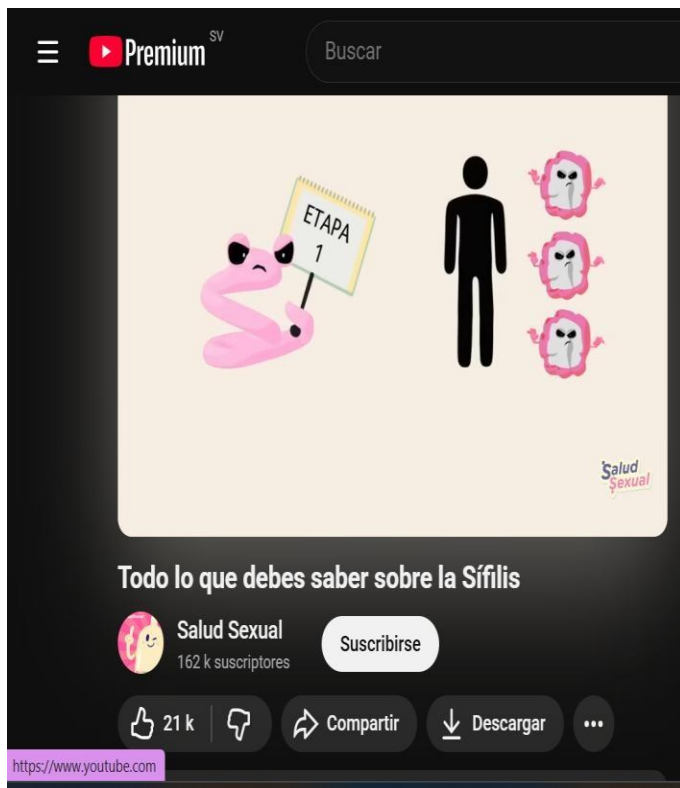 Premium SV
Buscar
ETAPA
1
Salud
Sexual
Todo lo que debes saber sobre la Sífilis
Salud Sexual
162 k suscriptores
Suscribirse
21 k
Compartir
Descargar
https://www.youtube.com